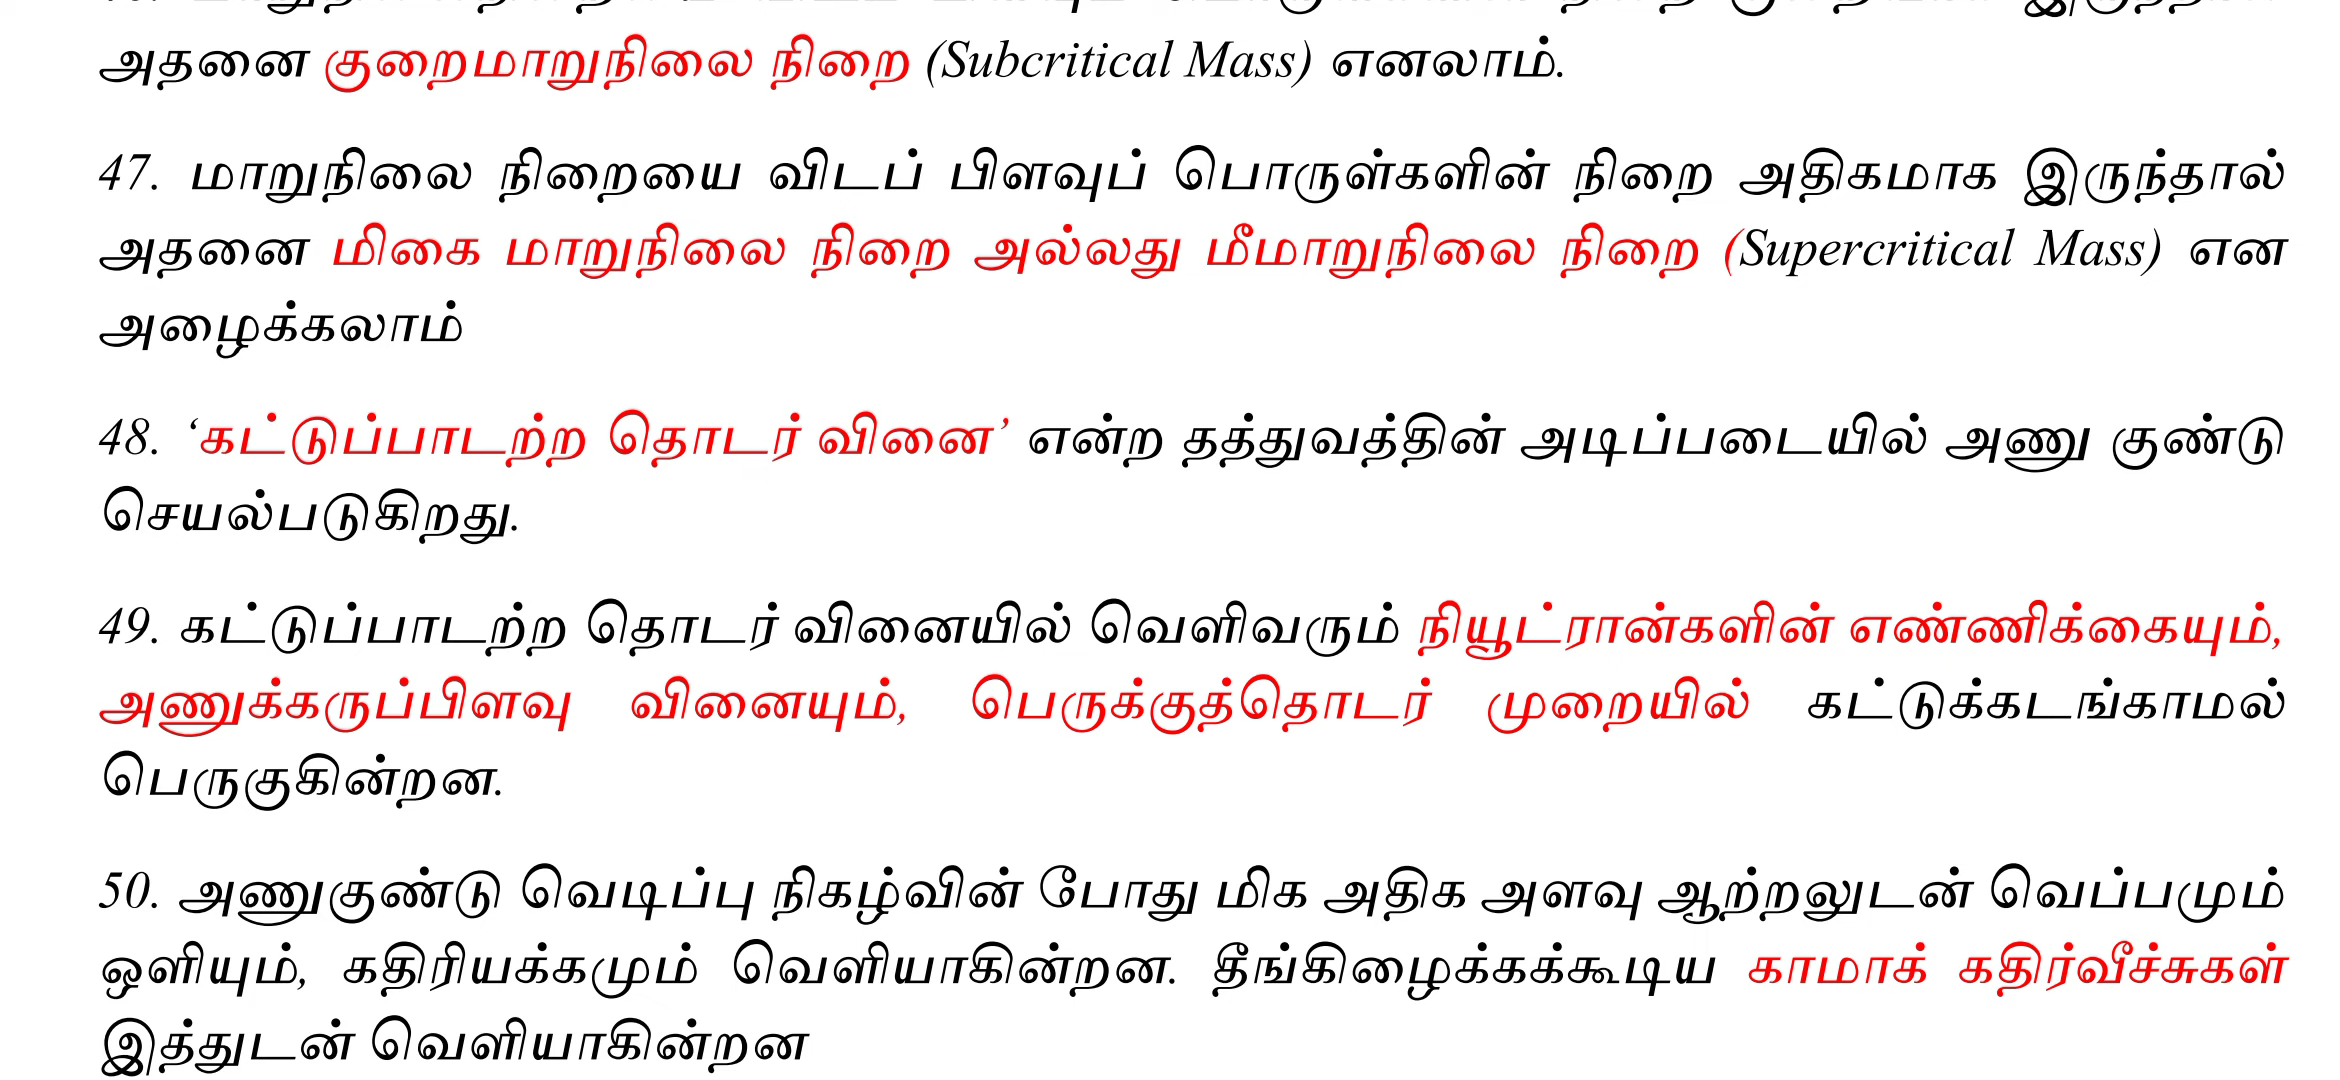 அதனை குறைமாறுநிலை நிறை (Subcritical Mass) எனலாம்.
47. மாறுநிலை நிறையை விடப் பிளவுப் பொருள்களின் நிறை அதிகமாக இருந்தால்
அதனை மிகை மாறுநிலை நிறை அல்லது மீமாறுநிலை நிறை (Supercritical Mass) என
அழைக்கலாம்
48. ‘கட்டுப்பாடற்ற தொடர் வினை’ என்ற தத்துவத்தின் அடிப்படையில் அணு குண்டு
செயல்படுகிறது.
49. கட்டுப்பாடற்ற தொடர் வினையில் வெளிவரும் நியூட்ரான்களின் எண்ணிக்கையும்,
அணுக்கருப்பிளவு வினையும், பெருக்குத்தொடர் முறையில் கட்டுக்கடங்காமல்
பெருகுகின்றன.
50. அணுகுண்டு வெடிப்பு நிகழ்வின் போது மிக அதிக அளவு ஆற்றலுடன் வெப்பமும்
ஒளியும், கதிரியக்கமும் வெளியாகின்றன. தீங்கிழைக்கக்கூடிய காமாக் கதிர்வீச்சுகள்
இத்துடன் வெளியாகின்றன